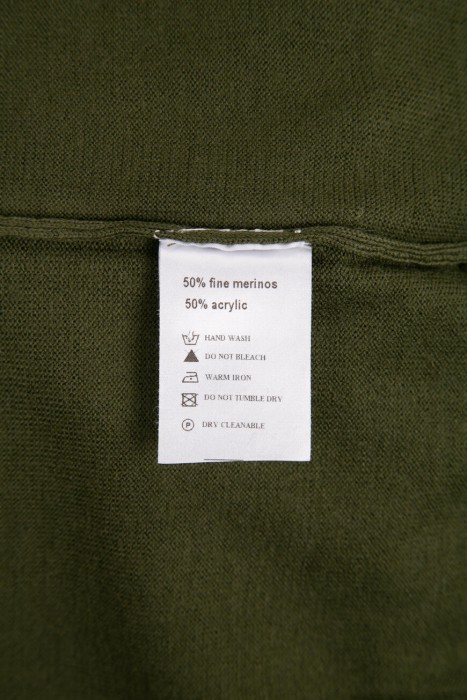 50% fine merinos
50% acrylic
HAND WASH
DO NOT BLEACH
WARM IRON
DO NOT TUMBLE DRY
P DRY CLEANABLE